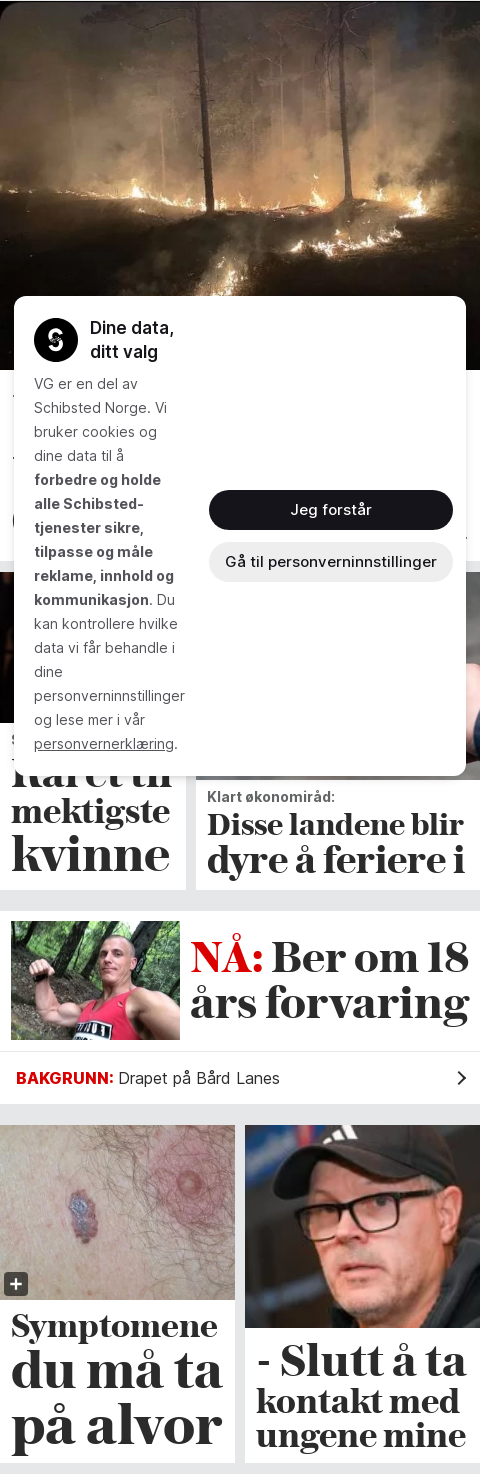 Dine data,
ditt valg
VG er en del av
Schibsted Norge. Vi
bruker cookies og
dine data til å
forbedre og holde
alle Schibsted-
tjenester sikre,
tilpasse og måle
reklame, innhold og
kommunikasjon. Du
kan kontrollere hvilke
data vi får behandle i
dine
personverninnstillinger
og lese mer i vår
personvernerklæring.
Jeg forstår
Gå til personverninnstillinger
Kåret til
mektigste
kvinne
Klart økonomiråd:
Disse landene blir
dyre å feriere i
NÅ: Ber om 18
års forvaring
BAKGRUNN: Drapet på Bård Lanes
Symptomene
du må ta
på alvor
- Slutt å ta
kontakt med
ungene mine